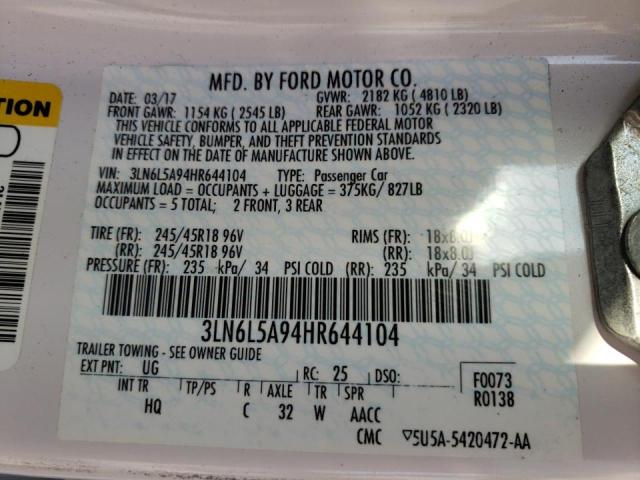 MFD. BY FORD MOTOR CO.
DATE: 03/17 GVWR: 2182 KG ( 4810 LB)
FRONT GAWR: 1154 KG ( 2545 LB) REAR GAWR: 1052 KG ( 2320 LB)
THIS VEHICLE CONFORMS TO ALL APPLICABLE FEDERAL MOTOR
VEHICLE SAFETY, BUMPER, AND THEFT PREVENTION STANDARDS
IN EFFECT ON THE DATE OF MANUFACTURE SHOWN ABOVE.
VIN: 3LN6L5A94HR644104 TYPE: Passenger Car
MAXIMUM LOAD = OCCUPANTS + LUGGAGE = 375KG/ 827LB
OCCUPANTS = 5 TOTAL; 2 FRONT, 3 REAR
TIRE (FR): 245/45R18 96V RIMS (FR): 18x8.0J
(RR): 245/45R18 96V (RR): 18x8.0J
PRESSURE (FR): 235 kPa/ 34 PSI COLD (RR): 235 kPa/ 34 PSI COLD
3LN6L5A94HR644104
TRAILER TOWING - SEE OWNER GUIDE
EXT PNT: UG RC: 25 DSO: F0073
INT TR TP/PS R AXLE TR SPR R0138
HQ C 32 W AACC
CMC ▽5U5A-5420472-AA
TION